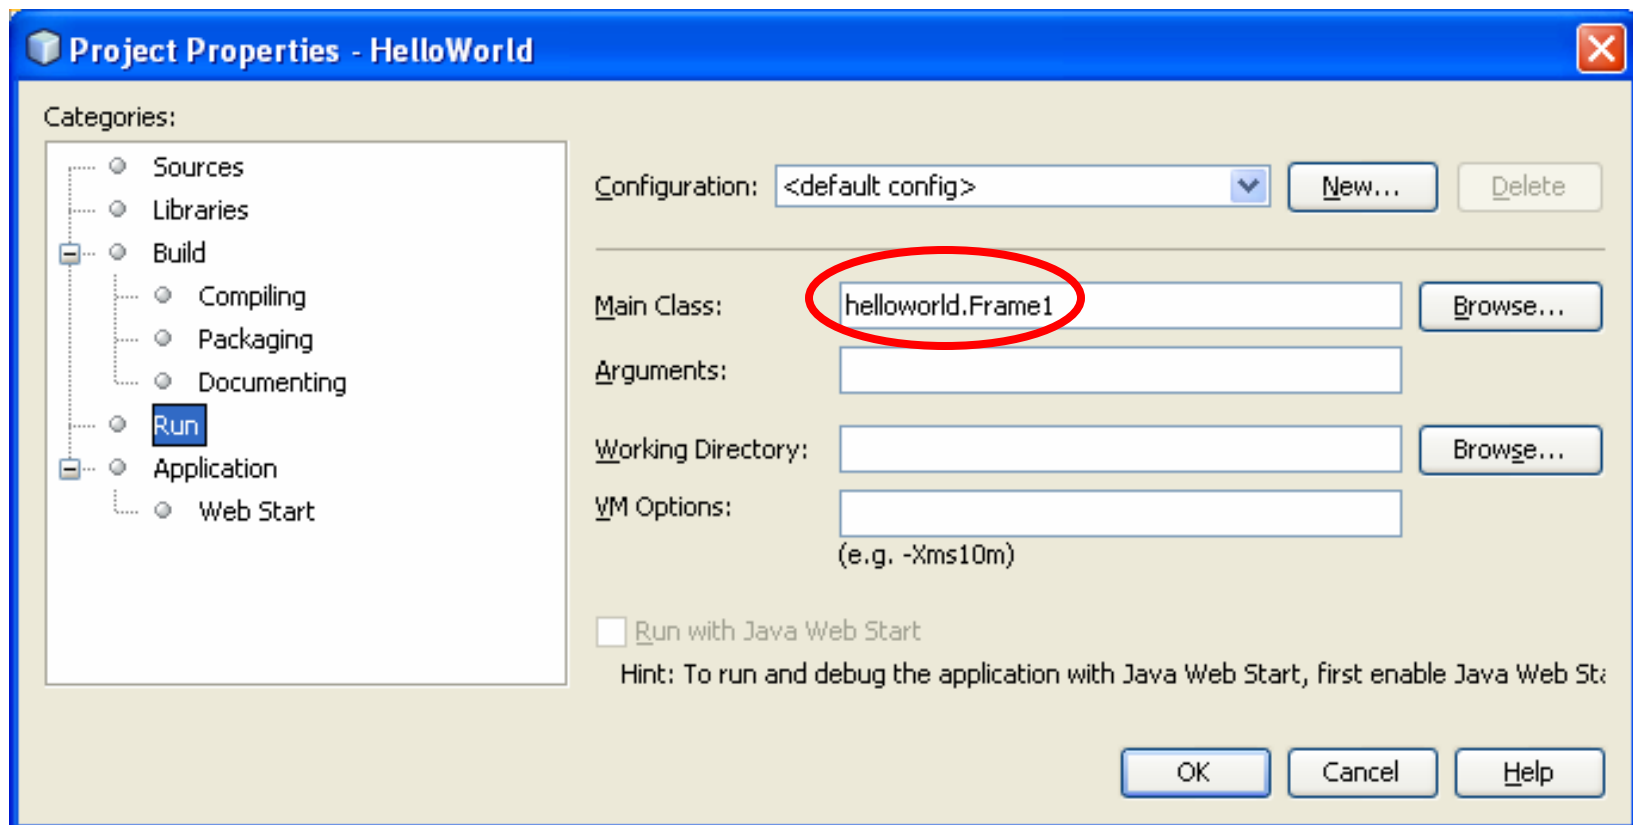 Project Properties - HelloWorld
Categories:
Sources
Libraries
Build
Compiling
Packaging
Documenting
Run
Application
Web Start
Configuration: <default config> New... Delete
Main Class: helloworld.Frame1 Browse...
Arguments:
Working Directory: Browse...
VM Options:
(e.g. -Xms10m)
Run with Java Web Start
Hint: To run and debug the application with Java Web Start, first enable Java Web Sta
OK Cancel Help